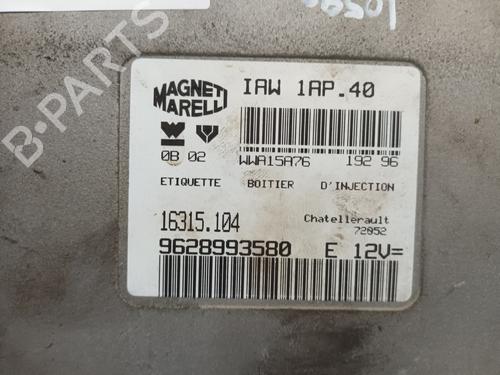 MAGNETI
MARELLI
IAW 1AP.40
0B 02
WWA15A76 192 96
ETIQUETTE BOITIER D'INJECTION
16315.104
Chatellerault
72052
9628993580 E 12V=
B-PARTS